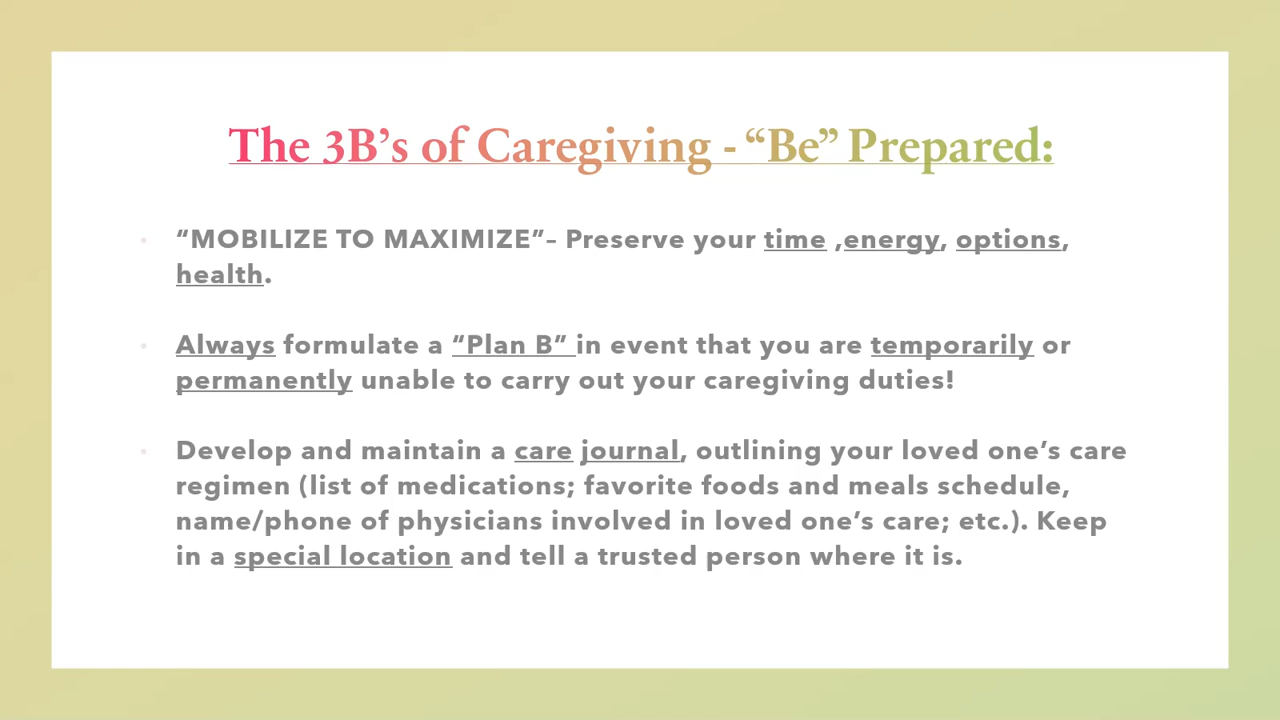 The 3B’s of Caregiving - “Be” Prepared:
• “MOBILIZE TO MAXIMIZE”– Preserve your time ,energy, options,
health.
• Always formulate a “Plan B” in event that you are temporarily or
permanently unable to carry out your caregiving duties!
• Develop and maintain a care journal, outlining your loved one’s care
regimen (list of medications; favorite foods and meals schedule,
name/phone of physicians involved in loved one’s care; etc.). Keep
in a special location and tell a trusted person where it is.